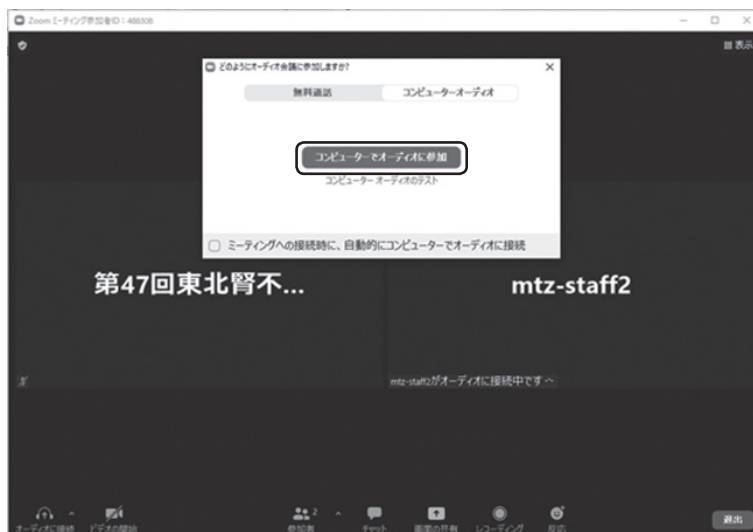 Zoom ミーティング参加者ID：488308
表示
どのようにオーディオ会議に参加しますか?
無料通話
コンピューターオーディオ
コンピューターでオーディオに参加
コンピューター オーディオのテスト
ミーティングへの接続時に、自動的にコンピューターでオーディオに接続
第47回東北腎不...
mtz-staff2
mtz-staff2がオーディオに接続中です
オーディオに接続
ビデオの開始
2
参加者
チャット
画面の共有
レコーディング
反応
退出